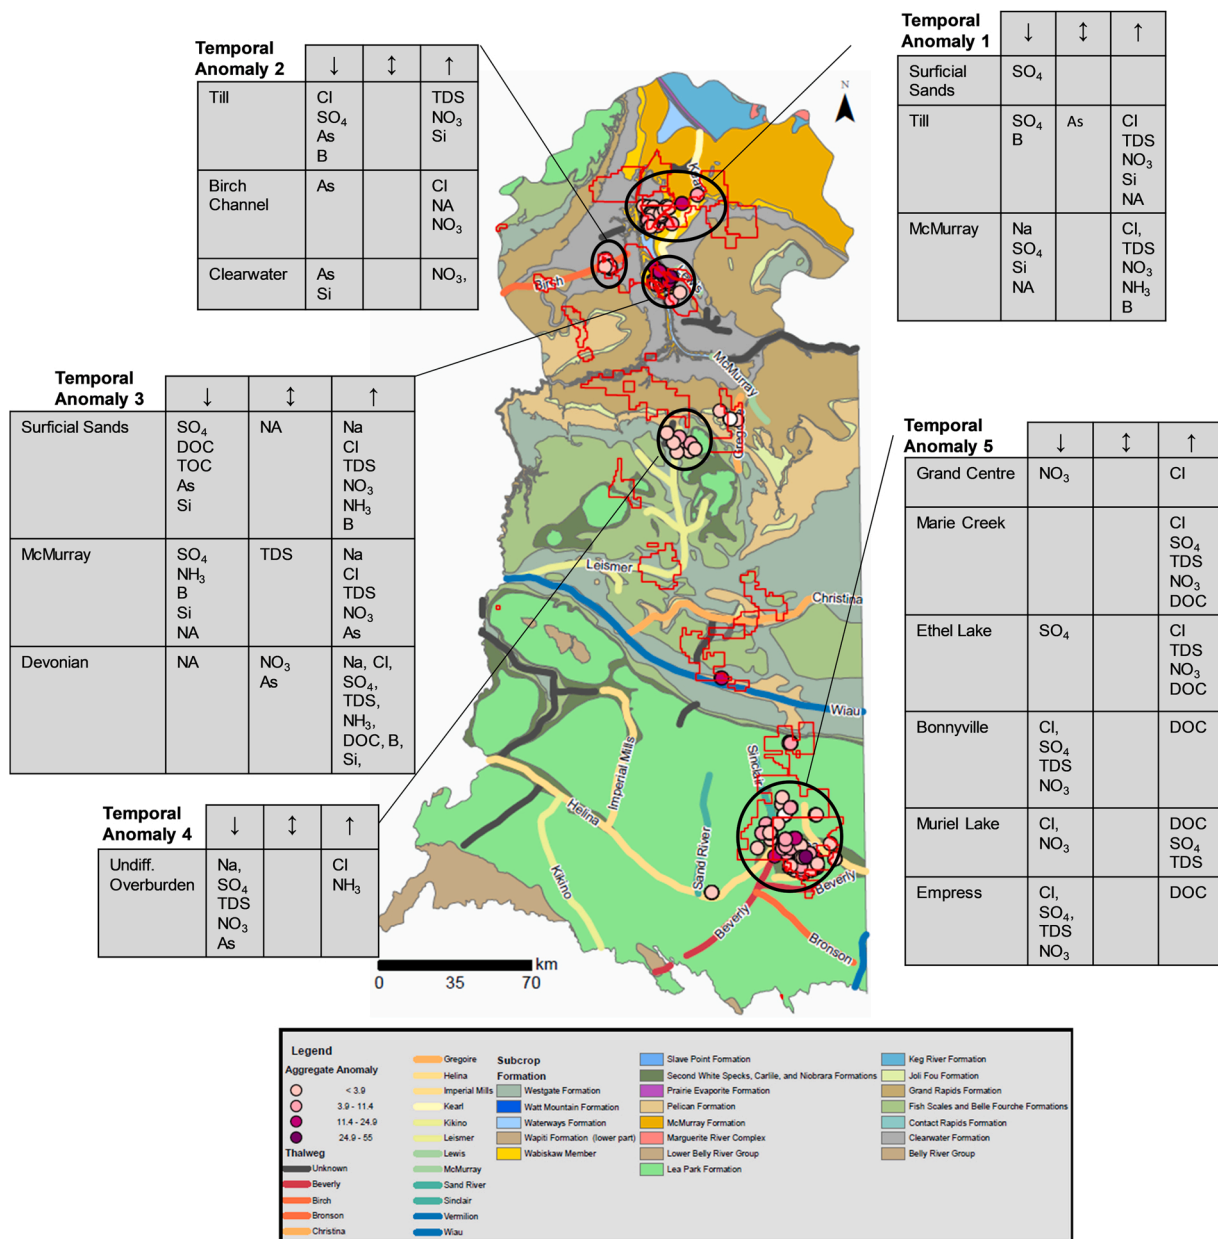 Temporal
Anomaly 1
↓ ↕ ↑
Surficial
Sands
SO4
Till
SO4
B
As
Cl
TDS
NO3
Si
NA
McMurray
Na
SO4
Si
NA
Cl,
TDS
NO3
NH3
B
Temporal
Anomaly 2
↓ ↕ ↑
Till
Cl
SO4
As
B
TDS
NO3
Si
Birch
Channel
As
Cl
NA
NO3
Clearwater
As
Si
NO3,
Temporal
Anomaly 3
↓ ↕ ↑
Surficial Sands
SO4
DOC
TOC
As
Si
NA
Na
Cl
TDS
NO3
NH3
B
McMurray
SO4
NH3
B
Si
NA
TDS
Na
Cl
TDS
NO3
As
Devonian
NA
NO3
As
Na, Cl,
SO4,
TDS,
NH3,
DOC, B,
Si,
Temporal
Anomaly 4
↓ ↕ ↑
Undiff.
Overburden
Na,
SO4
TDS
NO3
As
Cl
NH3
Temporal
Anomaly 5
↓ ↕ ↑
Grand Centre
NO3
Cl
Marie Creek
Cl
SO4
TDS
NO3
DOC
Ethel Lake
SO4
Cl
TDS
NO3
DOC
Bonnyville
Cl,
SO4
TDS
NO3
DOC
Muriel Lake
Cl,
NO3
DOC
SO4
TDS
Empress
Cl,
SO4,
TDS
NO3
DOC
N
Birch
McMurray
Leismer
Christina
Wiau
Sinclair
Imperial Mills
Helina
Sand River
Kikino
Beverly
Beverly
Bronson
km
0 35 70
Legend
Aggregate Anomaly
< 3.9
3.9 - 11.4
11.4 - 24.9
24.9 - 55
Thalweg
Unknown
Beverly
Birch
Bronson
Christina
Gregoire
Helina
Imperial Mills
Kearl
Kikino
Leismer
Lewis
McMurray
Sand River
Sinclair
Vermilion
Wiau
Subcrop
Formation
Westgate Formation
Watt Mountain Formation
Waterways Formation
Wapiti Formation (lower part)
Wabiskaw Member
Slave Point Formation
Second White Specks, Carlile, and Niobrara Formations
Prairie Evaporite Formation
Pelican Formation
McMurray Formation
Marguerite River Complex
Lower Belly River Group
Lea Park Formation
Keg River Formation
Joli Fou Formation
Grand Rapids Formation
Fish Scales and Belle Fourche Formations
Contact Rapids Formation
Clearwater Formation
Belly River Group